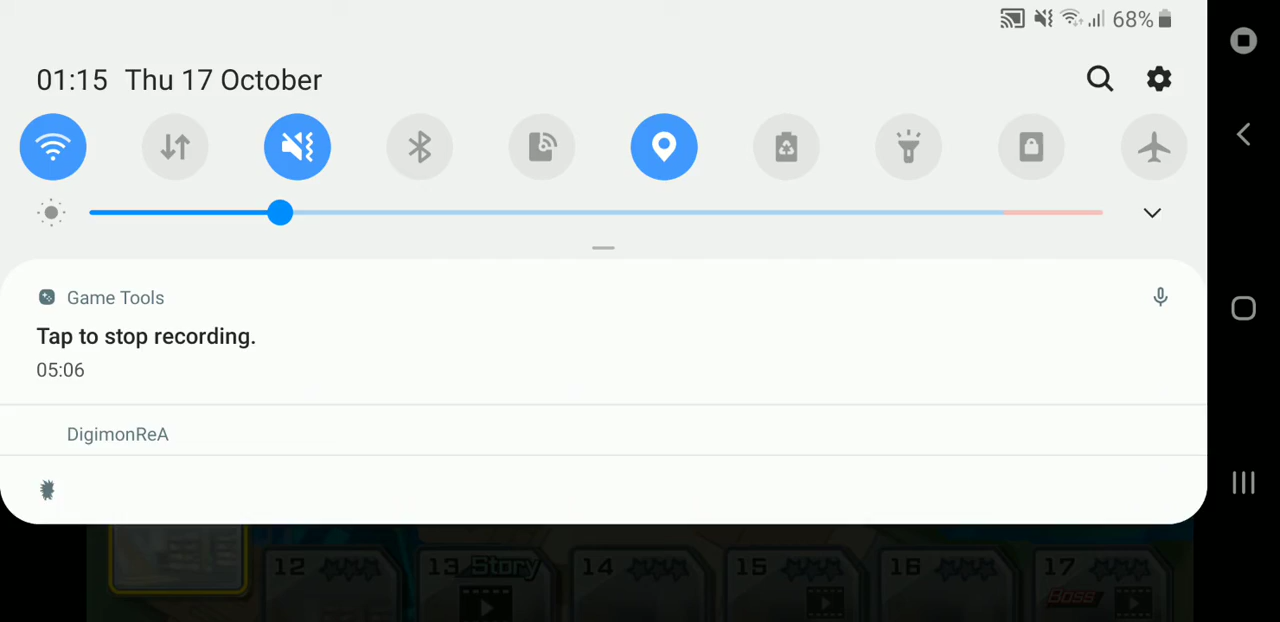 68%
01:15 Thu 17 October
Game Tools
Tap to stop recording.
05:06
DigimonReA
12 13 Story 14 15 16 17
Boss